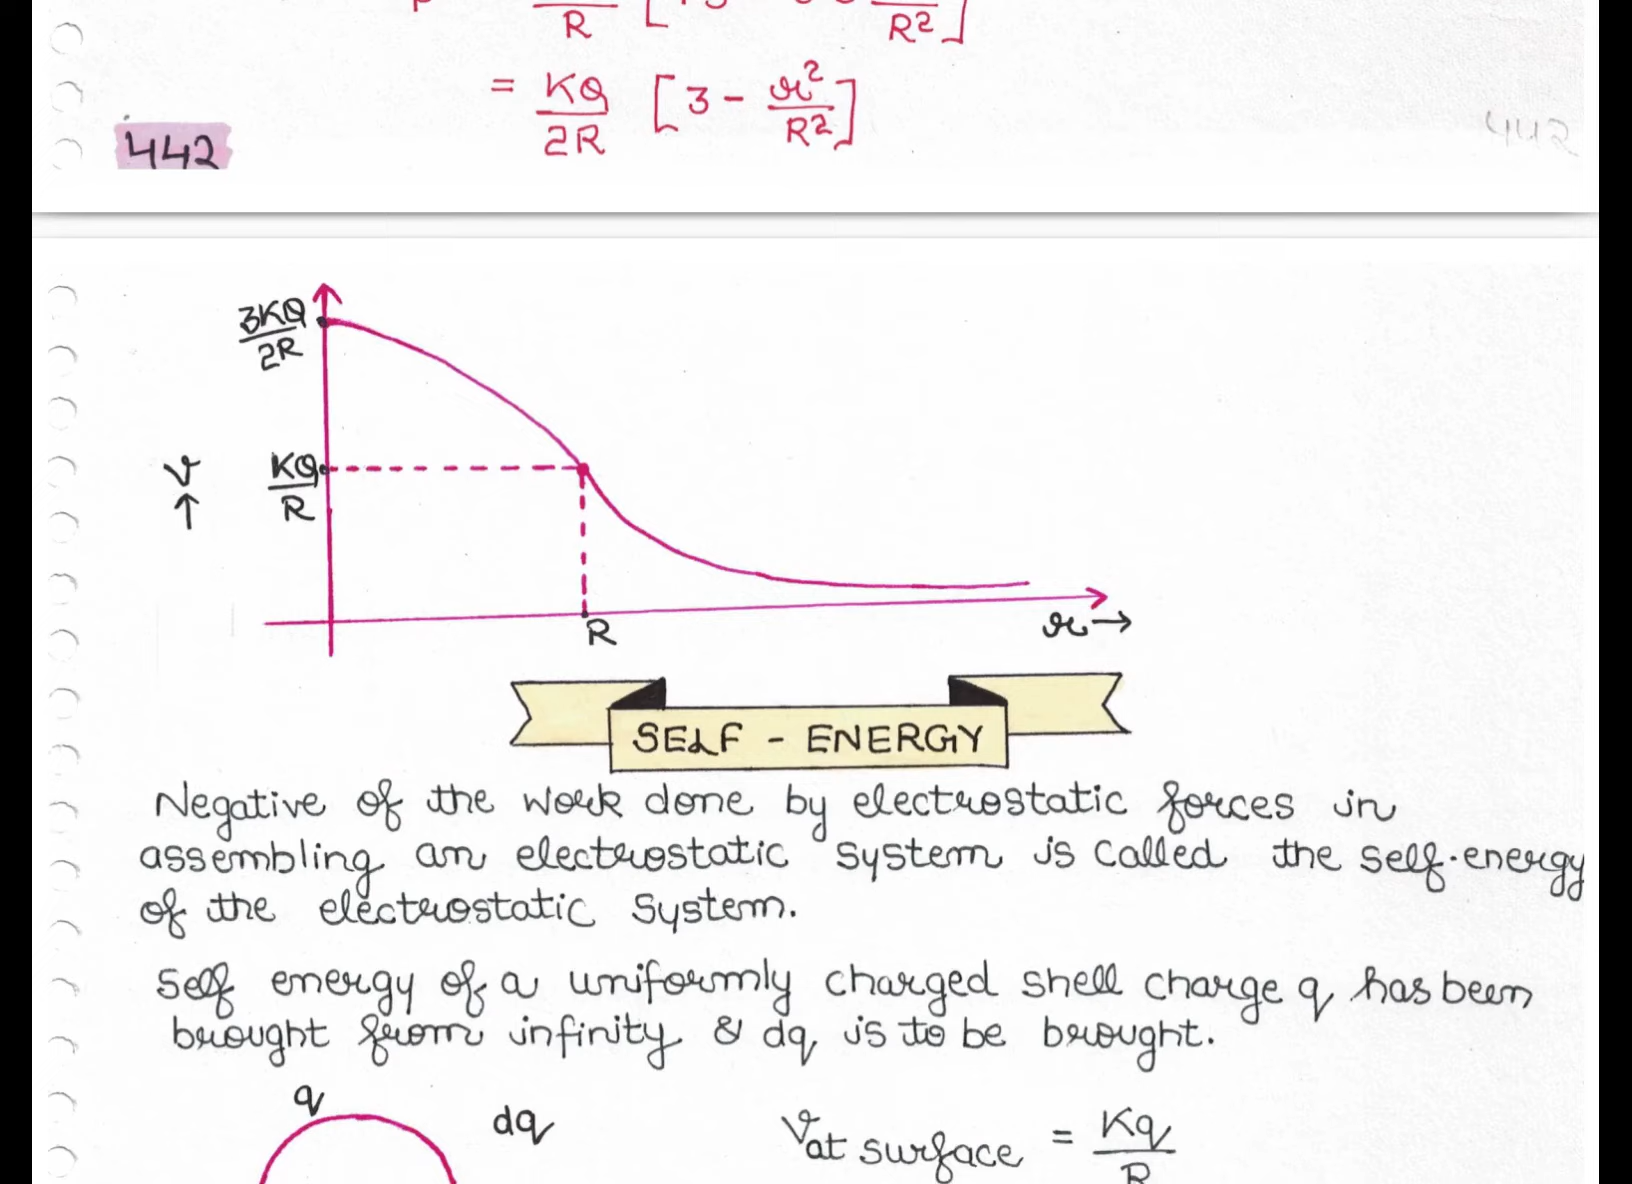 R [ R² ]
= KQ/2R [ 3 - r²/R² ]
442
442
3KQ/2R
V ↑
KQ/R
R
r →
SELF - ENERGY
Negative of the work done by electrostatic forces in
assembling an electrostatic system is called the self-energy
of the electrostatic system.
Self energy of a uniformly charged shell charge q has been
brought from infinity & dq is to be brought.
q
dq
V at surface = Kq/R